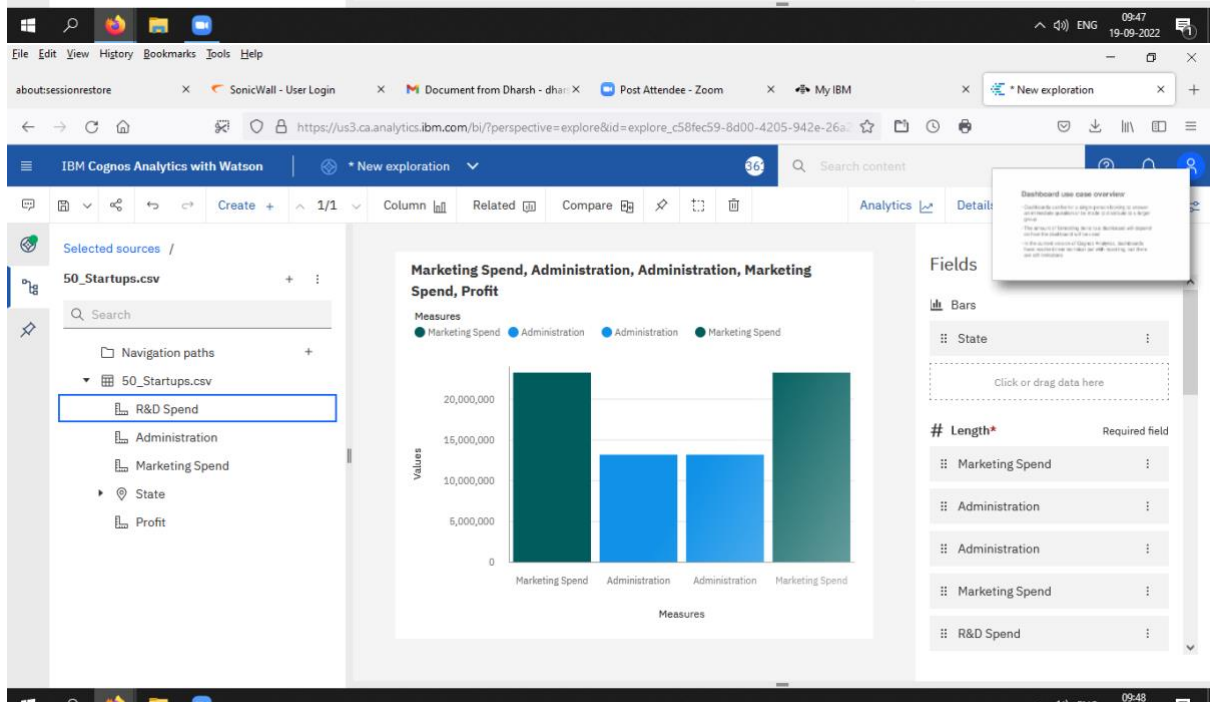 ENG
09:47
19-09-2022
File Edit View History Bookmarks Tools Help
about:sessionrestore
SonicWall - User Login
Document from Dharsh - dhar
Post Attendee - Zoom
My IBM
* New exploration
https://us3.ca.analytics.ibm.com/bi/?perspective=explore&id=explore_c58fec59-8d00-4205-942e-26a
IBM Cognos Analytics with Watson
* New exploration
Search content
Create +
1/1
Column
Related
Compare
Analytics
Details
Dashboard use case overview
Selected sources /
50_Startups.csv
Search
Navigation paths
50_Startups.csv
R&D Spend
Administration
Marketing Spend
State
Profit
Marketing Spend, Administration, Administration, Marketing
Spend, Profit
Measures
Marketing Spend Administration Administration Marketing Spend
20,000,000
15,000,000
10,000,000
5,000,000
0
Values
Marketing Spend Administration Administration Marketing Spend
Measures
Fields
Bars
State
Click or drag data here
# Length*
Required field
Marketing Spend
Administration
Administration
Marketing Spend
R&D Spend
09:48